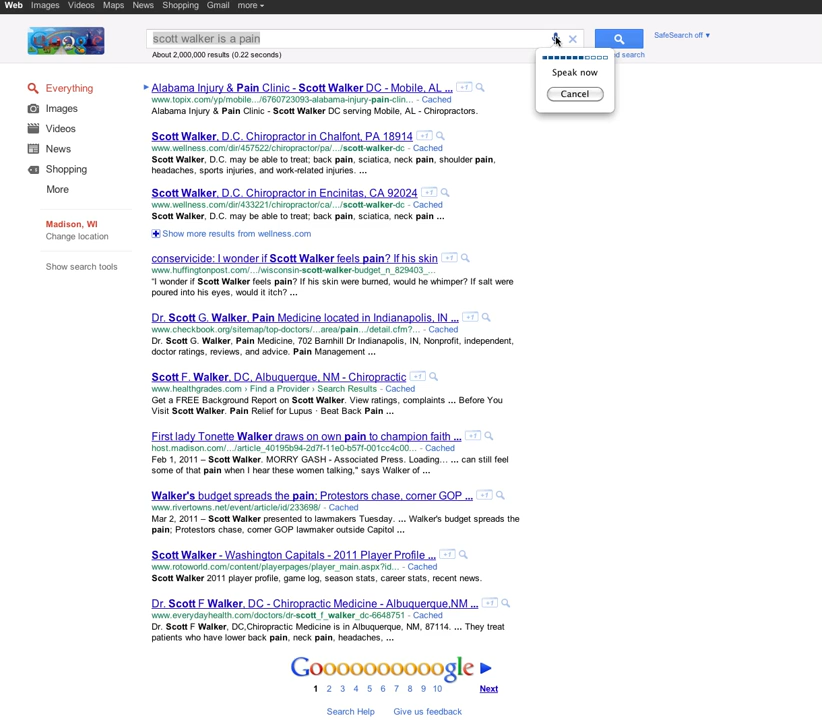 Web Images Videos Maps News Shopping Gmail more
scott walker is a pain
SafeSearch off
About 2,000,000 results (0.22 seconds)
ed search
Speak now
Cancel
Everything
Images
Videos
News
Shopping
More
Madison, WI
Change location
Show search tools
Alabama Injury & Pain Clinic - Scott Walker DC - Mobile, AL ...
www.topix.com/yp/mobile.../6760723093-alabama-injury-pain-clin... - Cached
Alabama Injury & Pain Clinic - Scott Walker DC serving Mobile, AL - Chiropractors.
Scott Walker, D.C. Chiropractor in Chalfont, PA 18914
www.wellness.com/dir/457522/chiropractor/pa/.../scott-walker-dc - Cached
Scott Walker, D.C. may be able to treat; back pain, sciatica, neck pain, shoulder pain,
headaches, sports injuries, and work-related injuries. ...
Scott Walker, D.C. Chiropractor in Encinitas, CA 92024
www.wellness.com/dir/433221/chiropractor/ca/.../scott-walker-dc - Cached
Scott Walker, D.C. may be able to treat; back pain, sciatica, neck pain ...
Show more results from wellness.com
conservicide: I wonder if Scott Walker feels pain? If his skin
www.huffingtonpost.com/.../wisconsin-scott-walker-budget_n_829403_...
"I wonder if Scott Walker feels pain? If his skin were burned, would he whimper? If salt were
poured into his eyes, would it itch? ...
Dr. Scott G. Walker, Pain Medicine located in Indianapolis, IN ...
www.checkbook.org/sitemap/top-doctors/...area/pain.../detail.cfm?... - Cached
Dr. Scott G. Walker, Pain Medicine, 702 Barnhill Dr Indianapolis, IN, Nonprofit, independent,
doctor ratings, reviews, and advice. Pain Management ...
Scott F. Walker, DC, Albuquerque, NM - Chiropractic
www.healthgrades.com › Find a Provider › Search Results - Cached
Get a FREE Background Report on Scott Walker. View ratings, complaints ... Before You
Visit Scott Walker. Pain Relief for Lupus · Beat Back Pain ...
First lady Tonette Walker draws on own pain to champion faith ...
host.madison.com/.../article_40195b94-2d7f-11e0-b57f-001cc4c00... - Cached
Feb 1, 2011 – Scott Walker. MORRY GASH - Associated Press. Loading... ... can still feel
some of that pain when I hear these women talking," says Walker of ...
Walker's budget spreads the pain; Protestors chase, corner GOP ...
www.rivertowns.net/event/article/id/233698/ - Cached
Mar 2, 2011 – Scott Walker presented to lawmakers Tuesday. ... Walker's budget spreads the
pain; Protestors chase, corner GOP lawmaker outside Capitol ...
Scott Walker - Washington Capitals - 2011 Player Profile ...
www.rotoworld.com/content/playerpages/player_main.aspx?id... - Cached
Scott Walker 2011 player profile, game log, season stats, career stats, recent news.
Dr. Scott F Walker, DC - Chiropractic Medicine - Albuquerque,NM ...
www.everydayhealth.com/doctors/dr-scott_f_walker_dc-6648751 - Cached
Dr. Scott F Walker, DC,Chiropractic Medicine is in Albuquerque, NM, 87114. ... They treat
patients who have lower back pain, neck pain, headaches, ...
Goooooooooogle
1 2 3 4 5 6 7 8 9 10 Next
Search Help Give us feedback